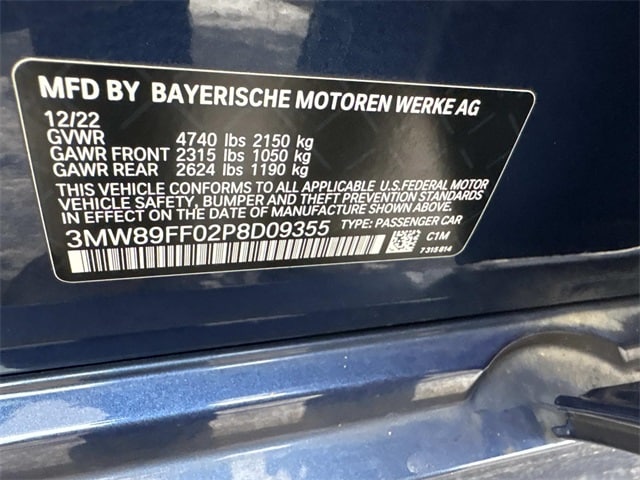 MFD BY BAYERISCHE MOTOREN WERKE AG
12/22
GVWR 4740 lbs 2150 kg
GAWR FRONT 2315 lbs 1050 kg
GAWR REAR 2624 lbs 1190 kg
THIS VEHICLE CONFORMS TO ALL APPLICABLE U.S.FEDERAL MOTOR
VEHICLE SAFETY, BUMPER AND THEFT PREVENTION STANDARDS
IN EFFECT ON THE DATE OF MANUFACTURE SHOWN ABOVE.
3MW89FF02P8D09355 TYPE: PASSENGER CAR
C1M
7315614